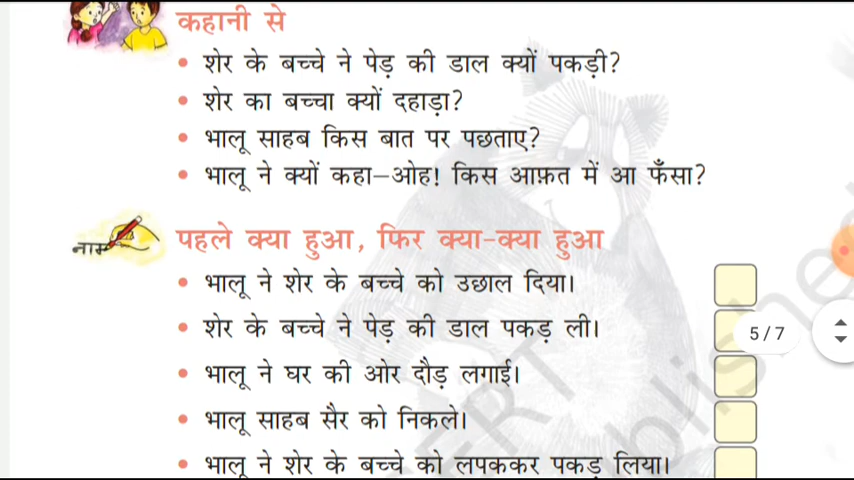 कहानी से
• शेर के बच्चे ने पेड़ की डाल क्यों पकड़ी?
• शेर का बच्चा क्यों दहाड़ा?
• भालू साहब किस बात पर पछताए?
• भालू ने क्यों कहा–ओह! किस आफ़त में आ फँसा?
नाम
पहले क्या हुआ, फिर क्या-क्या हुआ
• भालू ने शेर के बच्चे को उछाल दिया।
• शेर के बच्चे ने पेड़ की डाल पकड़ ली।
5/7
• भालू ने घर की ओर दौड़ लगाई।
• भालू साहब सैर को निकले।
• भालू ने शेर के बच्चे को लपककर पकड़ लिया।